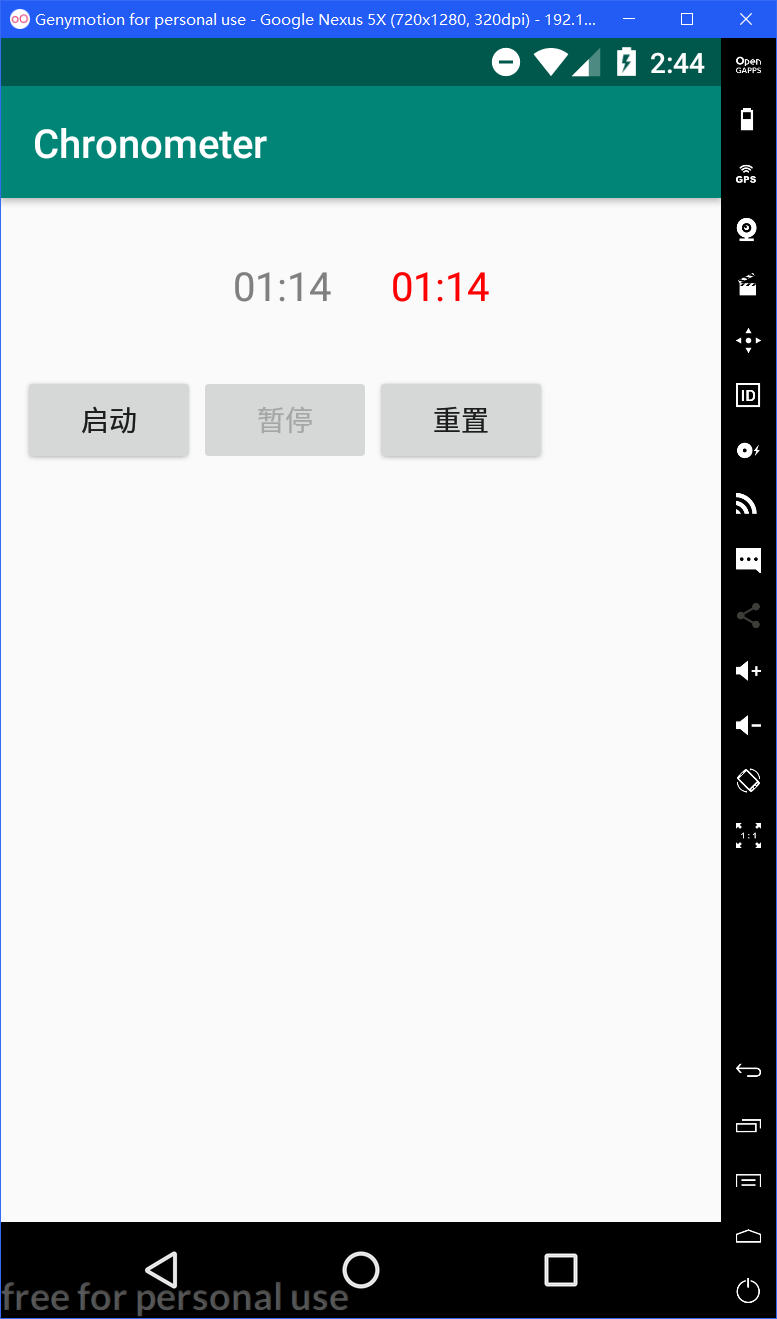 Genymotion for personal use - Google Nexus 5X (720x1280, 320dpi) - 192.1...
2:44
Open GAPPS
Chronometer
GPS
01:14 01:14
启动 暂停 重置
ID
1:1
free for personal use